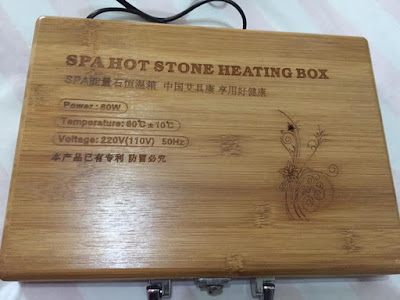 SPA HOT STONE HEATING BOX
SPA能量石恒温箱 中国艾具康 享用好健康
Power: 60W
Temperature: 60℃±10℃
Voltage: 220V(110V) 50Hz
本产品已有专利 防冒必究